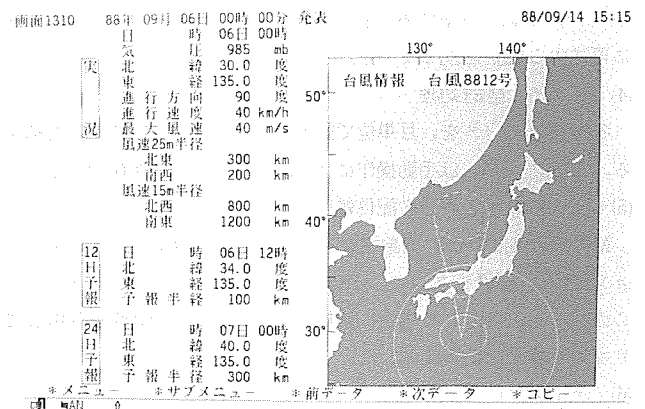 画面1310 88年 09月 06日 00時 00分 発表 88/09/14 15:15
日 時 06日 00時
気 圧 985 mb
実 北 緯 30.0 度
東 経 135.0 度
進 行 方 向 90 度
進 行 速 度 40 km/h
況 最 大 風 速 40 m/s
風速25m半径
北東 300 km
南西 200 km
風速15m半径
北西 800 km
南東 1200 km
12 日 時 06日 12時
H 北 緯 34.0 度
予 東 経 135.0 度
報 予 報 半 経 100 km
24 日 時 07日 00時
H 北 緯 40.0 度
予 東 経 135.0 度
報 予 報 半 径 300 km
130° 140°
台風情報 台風8812号
50°
40°
30°
*メニュー *サブメニュー *前データ *次データ *コピー